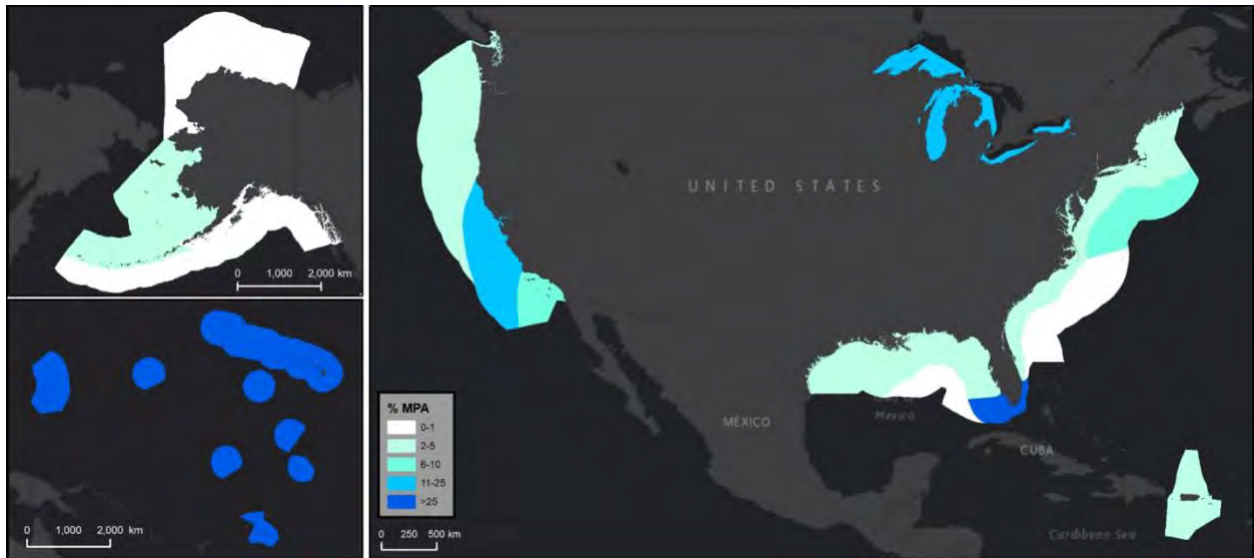 0 1,000 2,000 km
0 1,000 2,000 km
UNITED STATES
MÉXICO
Mexico
CUBA
Caribbean Sea
% MPA
0-1
2-5
6-10
11-25
>25
0 250 500 km